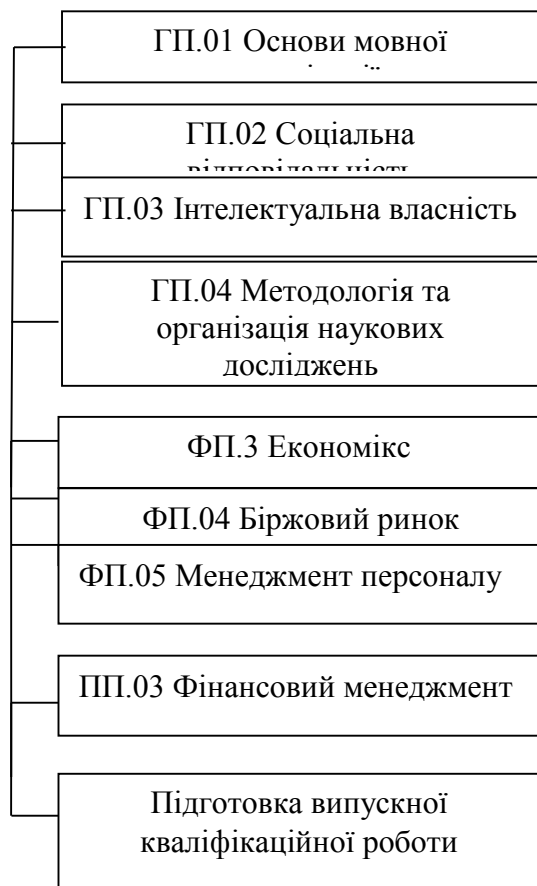 ГП.01 Основи мовної
ГП.02 Соціальна
відповідальність
ГП.03 Інтелектуальна власність
ГП.04 Методологія та
організація наукових
досліджень
ФП.3 Економікс
ФП.04 Біржовий ринок
ФП.05 Менеджмент персоналу
ПП.03 Фінансовий менеджмент
Підготовка випускної
кваліфікаційної роботи